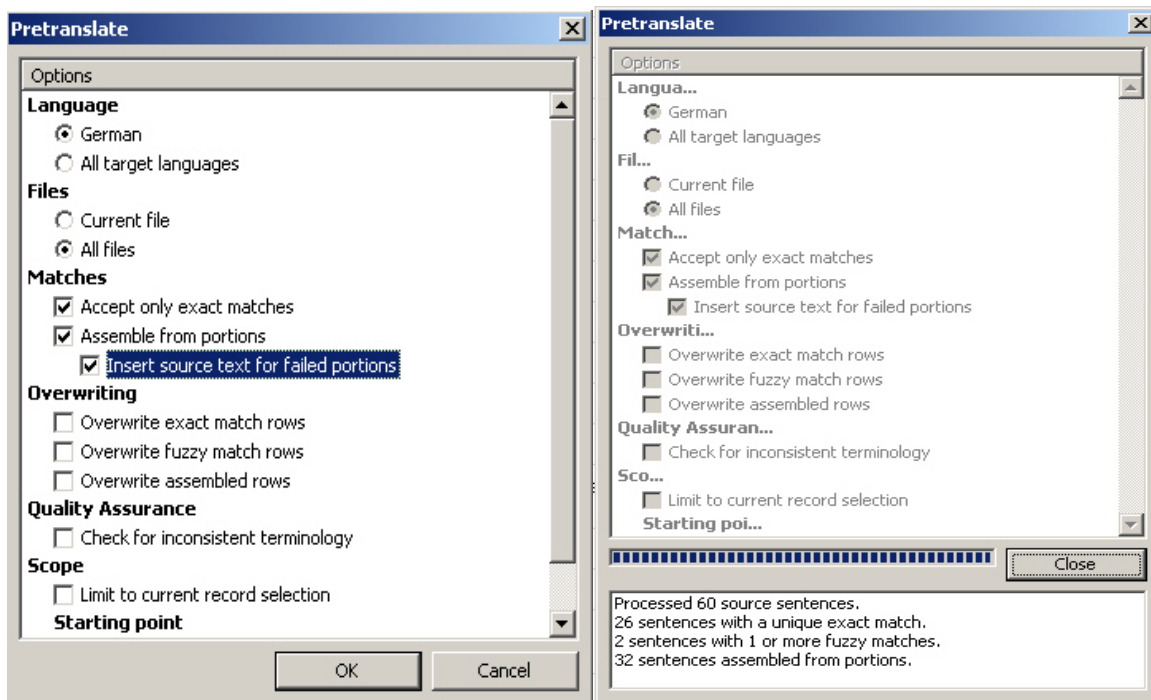 Pretranslate
Options
Language
German
All target languages
Files
Current file
All files
Matches
Accept only exact matches
Assemble from portions
Insert source text for failed portions
Overwriting
Overwrite exact match rows
Overwrite fuzzy match rows
Overwrite assembled rows
Quality Assurance
Check for inconsistent terminology
Scope
Limit to current record selection
Starting point
OK
Cancel
Pretranslate
Options
Langua...
German
All target languages
Fil...
Current file
All files
Match...
Accept only exact matches
Assemble from portions
Insert source text for failed portions
Overwriti...
Overwrite exact match rows
Overwrite fuzzy match rows
Overwrite assembled rows
Quality Assuran...
Check for inconsistent terminology
Sco...
Limit to current record selection
Starting poi...
Close
Processed 60 source sentences.
26 sentences with a unique exact match.
2 sentences with 1 or more fuzzy matches.
32 sentences assembled from portions.